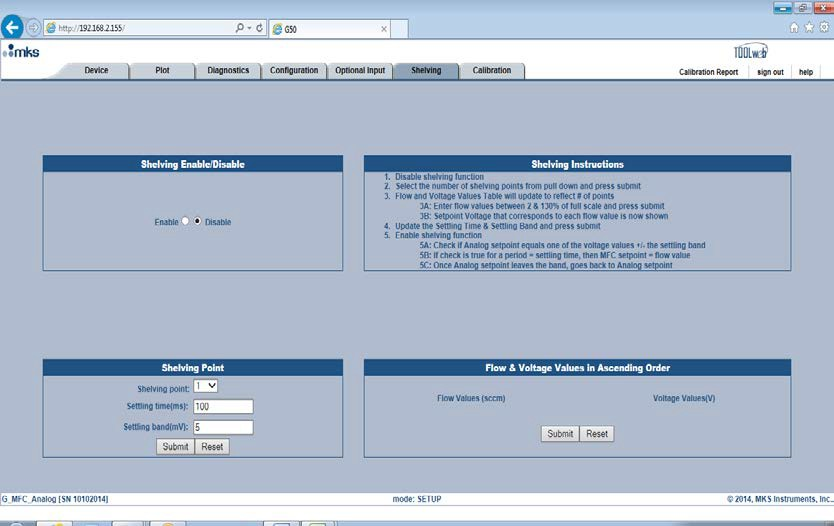 http://192.168.2.155/
G50
mks
TOOLweb
Device Plot Diagnostics Configuration Optional Input Shelving Calibration
Calibration Report sign out help
Shelving Enable/Disable
Enable Disable
Shelving Instructions
1. Disable shelving function
2. Select the number of shelving points from pull down and press submit
3. Flow and Voltage Values Table will update to reflect # of points
3A: Enter flow values between 2 & 130% of full scale and press submit
3B: Setpoint Voltage that corresponds to each flow value is now shown
4. Update the Settling Time & Settling Band and press submit
5. Enable shelving function
5A: Check if Analog setpoint equals one of the voltage values +/- the settling band
5B: If check is true for a period = settling time, then MFC setpoint = flow value
5C: Once Analog setpoint leaves the band, goes back to Analog setpoint
Shelving Point
Shelving point: 1
Settling time(ms): 100
Settling band(mV): 5
Submit Reset
Flow & Voltage Values in Ascending Order
Flow Values (sccm) Voltage Values(V)
Submit Reset
G_MFC_Analog [SN 10102014] mode: SETUP © 2014, MKS Instruments, Inc.